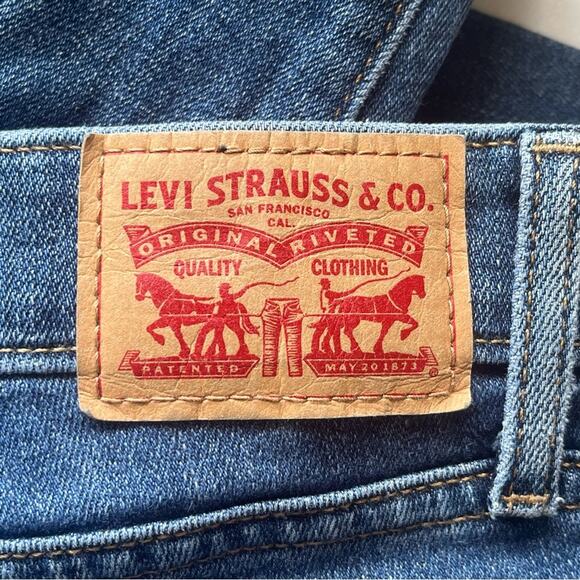 LEVI STRAUSS & CO.
SAN FRANCISCO
CAL.
ORIGINAL RIVETED
QUALITY CLOTHING
PATENTED MAY 20 1873
®